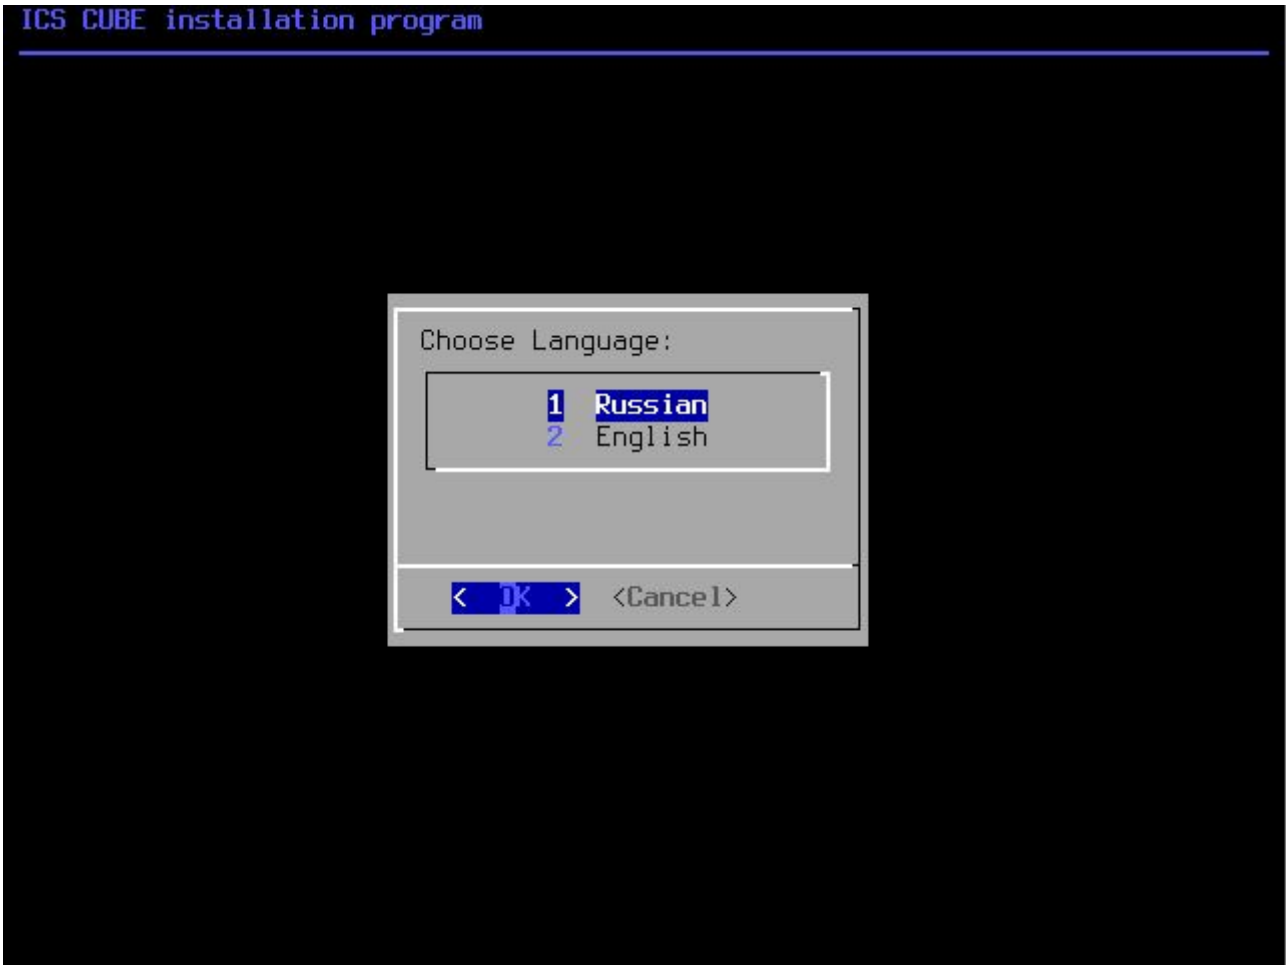 ICS CUBE installation program
Choose Language:
1 Russian
2 English
< OK > <Cancel>